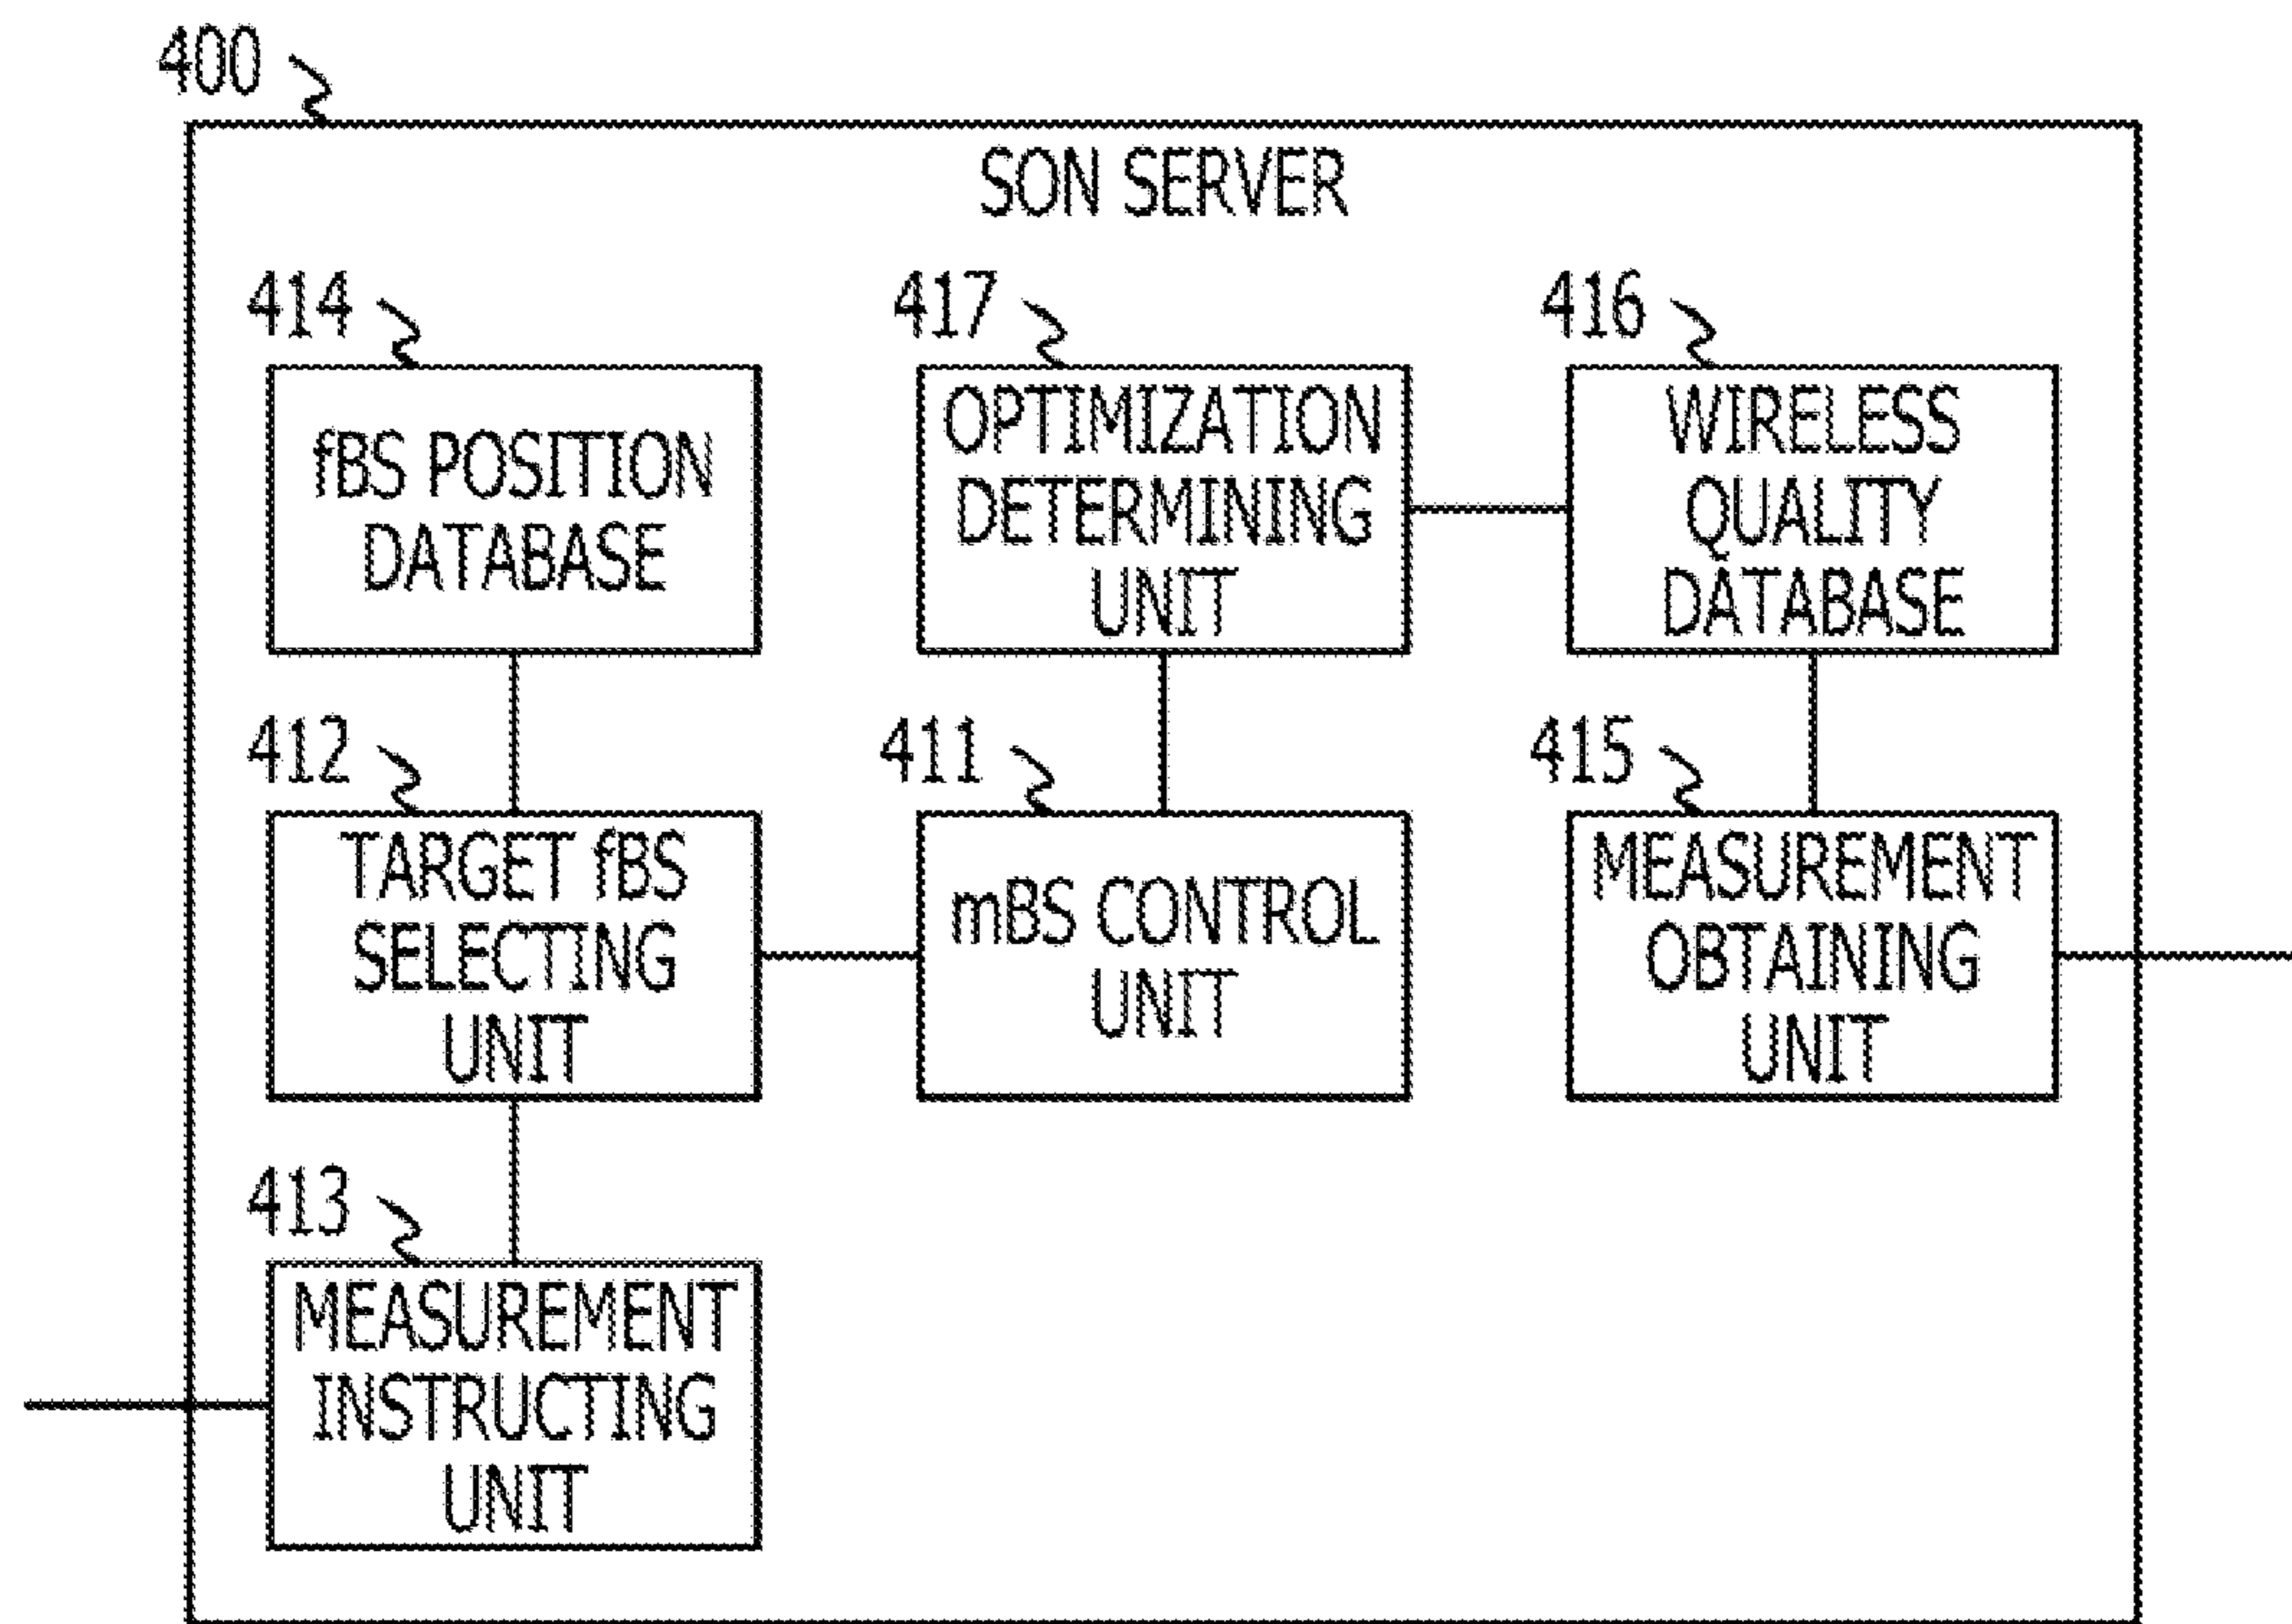 400
SON SERVER
414
fBS POSITION
DATABASE
417
OPTIMIZATION
DETERMINING
UNIT
416
WIRELESS
QUALITY
DATABASE
412
TARGET fBS
SELECTING
UNIT
411
mBS CONTROL
UNIT
415
MEASUREMENT
OBTAINING
UNIT
413
MEASUREMENT
INSTRUCTING
UNIT